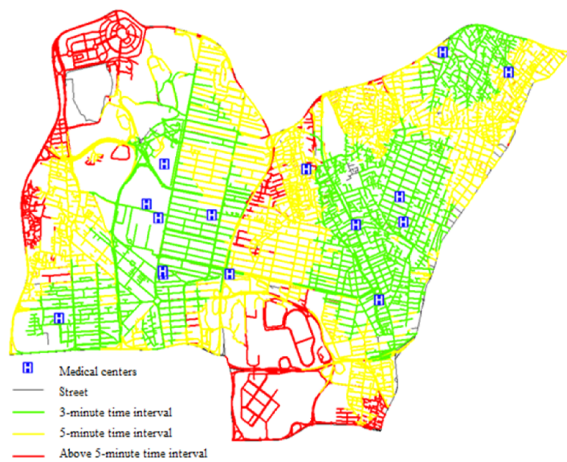 H
H
H
H
H
H
H
H
H
H
H
H
H
H
H Medical centers
Street
3-minute time interval
5-minute time interval
Above 5-minute time interval